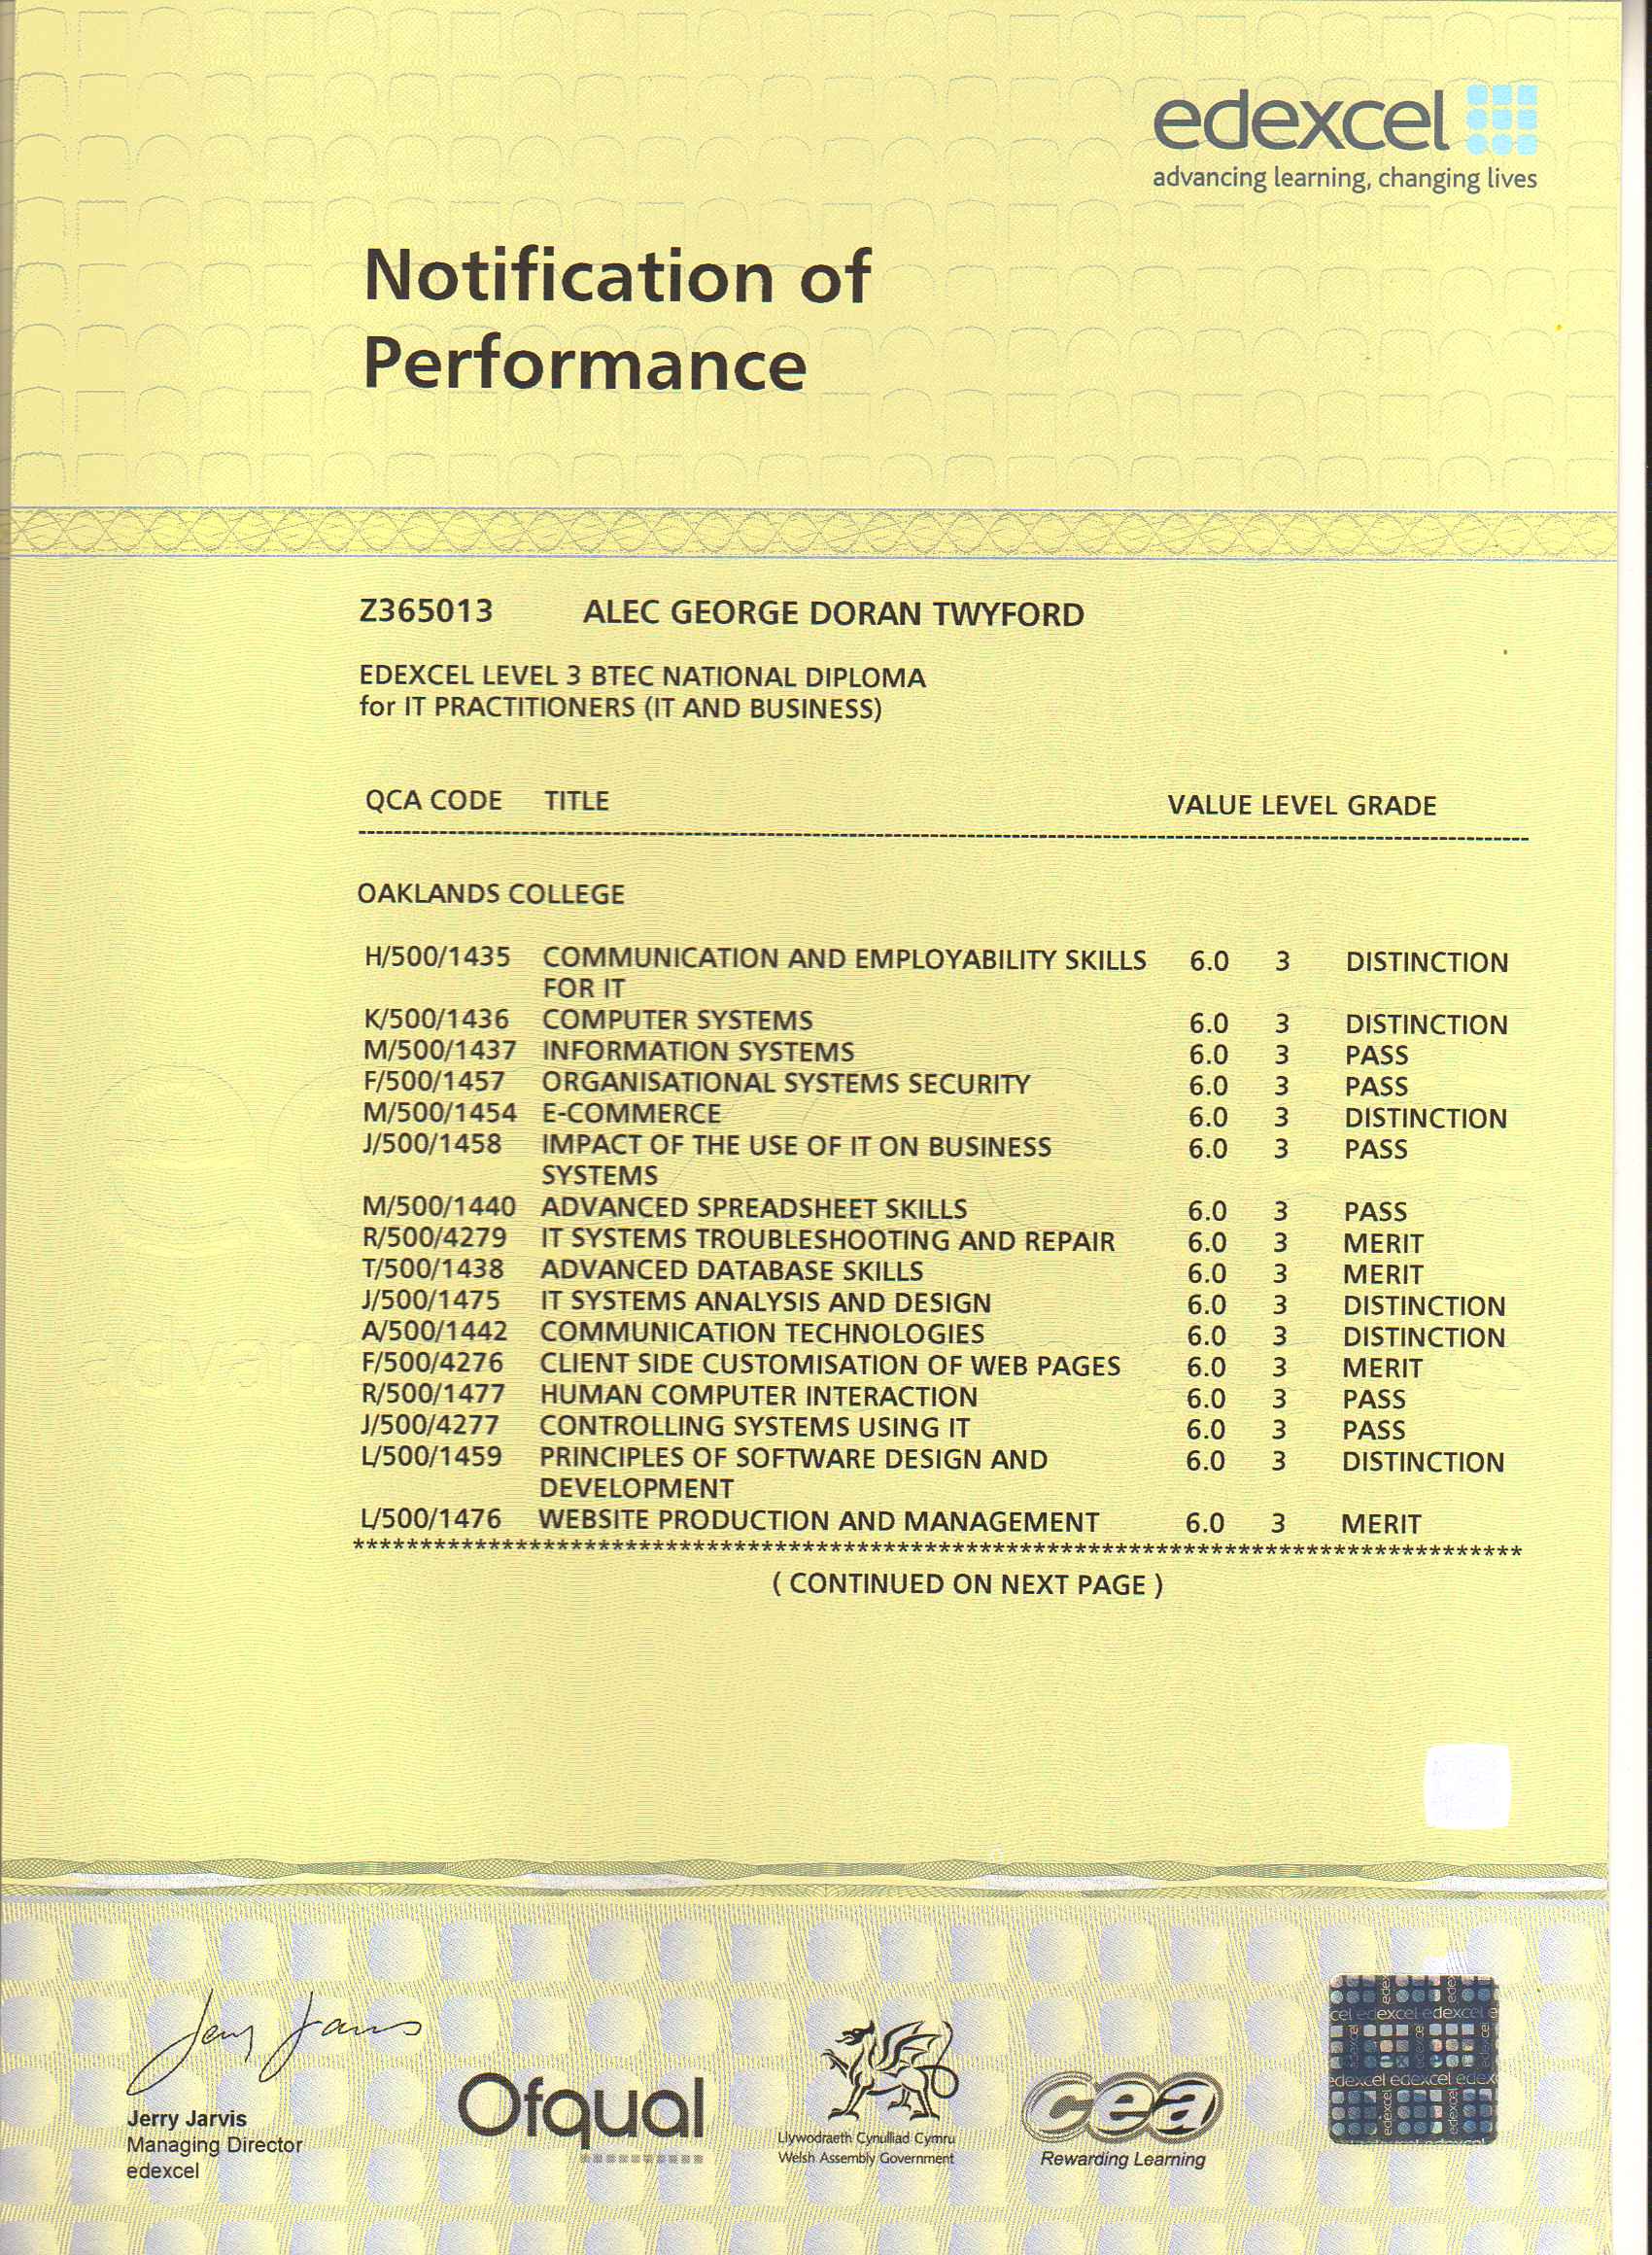 edexcel
advancing learning, changing lives
Notification of
Performance
Z365013 ALEC GEORGE DORAN TWYFORD
EDEXCEL LEVEL 3 BTEC NATIONAL DIPLOMA
for IT PRACTITIONERS (IT AND BUSINESS)
QCA CODE TITLE VALUE LEVEL GRADE
OAKLANDS COLLEGE
H/500/1435 COMMUNICATION AND EMPLOYABILITY SKILLS 6.0 3 DISTINCTION
FOR IT
K/500/1436 COMPUTER SYSTEMS 6.0 3 DISTINCTION
M/500/1437 INFORMATION SYSTEMS 6.0 3 PASS
F/500/1457 ORGANISATIONAL SYSTEMS SECURITY 6.0 3 PASS
M/500/1454 E-COMMERCE 6.0 3 DISTINCTION
J/500/1458 IMPACT OF THE USE OF IT ON BUSINESS 6.0 3 PASS
SYSTEMS
M/500/1440 ADVANCED SPREADSHEET SKILLS 6.0 3 PASS
R/500/4279 IT SYSTEMS TROUBLESHOOTING AND REPAIR 6.0 3 MERIT
T/500/1438 ADVANCED DATABASE SKILLS 6.0 3 MERIT
J/500/1475 IT SYSTEMS ANALYSIS AND DESIGN 6.0 3 DISTINCTION
A/500/1442 COMMUNICATION TECHNOLOGIES 6.0 3 DISTINCTION
F/500/4276 CLIENT SIDE CUSTOMISATION OF WEB PAGES 6.0 3 MERIT
R/500/1477 HUMAN COMPUTER INTERACTION 6.0 3 PASS
J/500/4277 CONTROLLING SYSTEMS USING IT 6.0 3 PASS
L/500/1459 PRINCIPLES OF SOFTWARE DESIGN AND 6.0 3 DISTINCTION
DEVELOPMENT
L/500/1476 WEBSITE PRODUCTION AND MANAGEMENT 6.0 3 MERIT
( CONTINUED ON NEXT PAGE )
Jerry Jarvis
Jerry Jarvis
Managing Director
edexcel
Ofqual
Llywodraeth Cynulliad Cymru
Welsh Assembly Government
cea
Rewarding Learning
cel edexcel edexcel e
edexcel edexcel edex